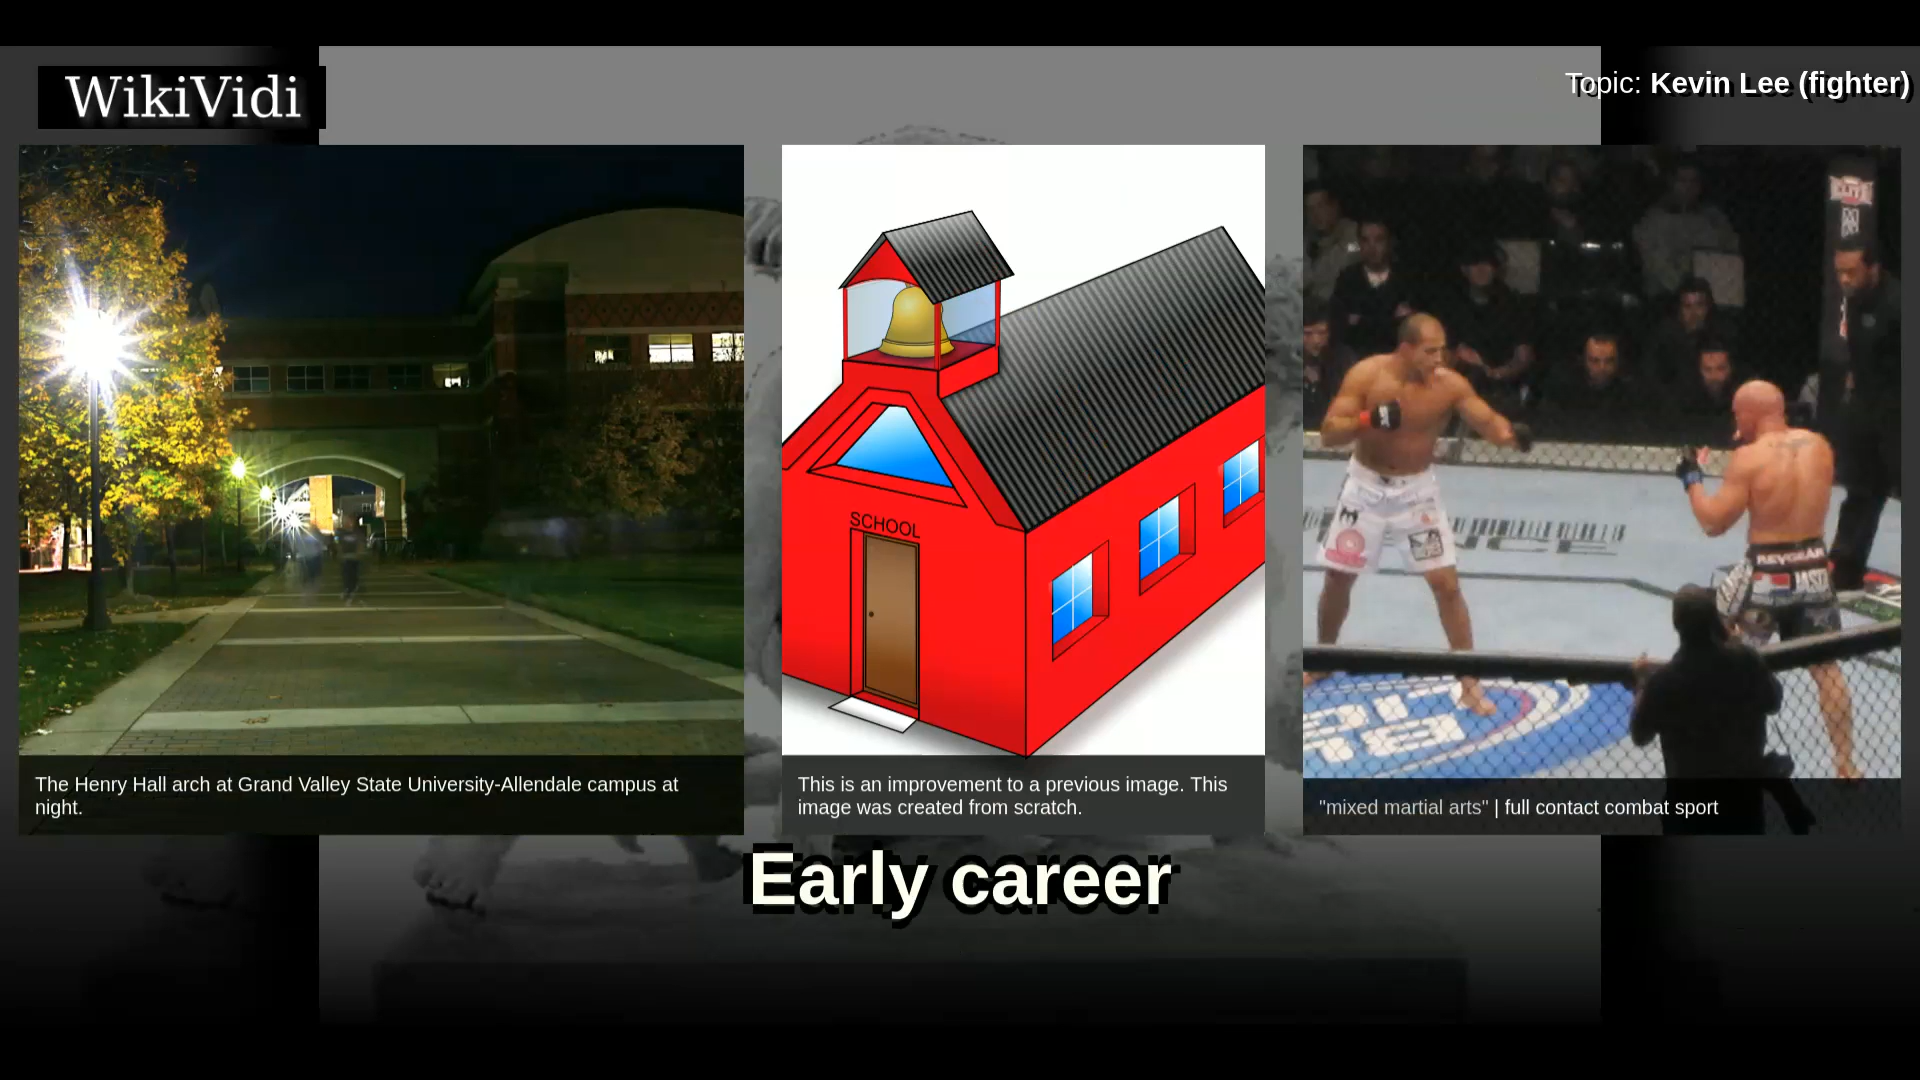 WikiVidi
Topic: Kevin Lee (fighter)
SCHOOL
ELITE
REVGEAR
The Henry Hall arch at Grand Valley State University-Allendale campus at
night.
This is an improvement to a previous image. This
image was created from scratch.
"mixed martial arts" | full contact combat sport
Early career